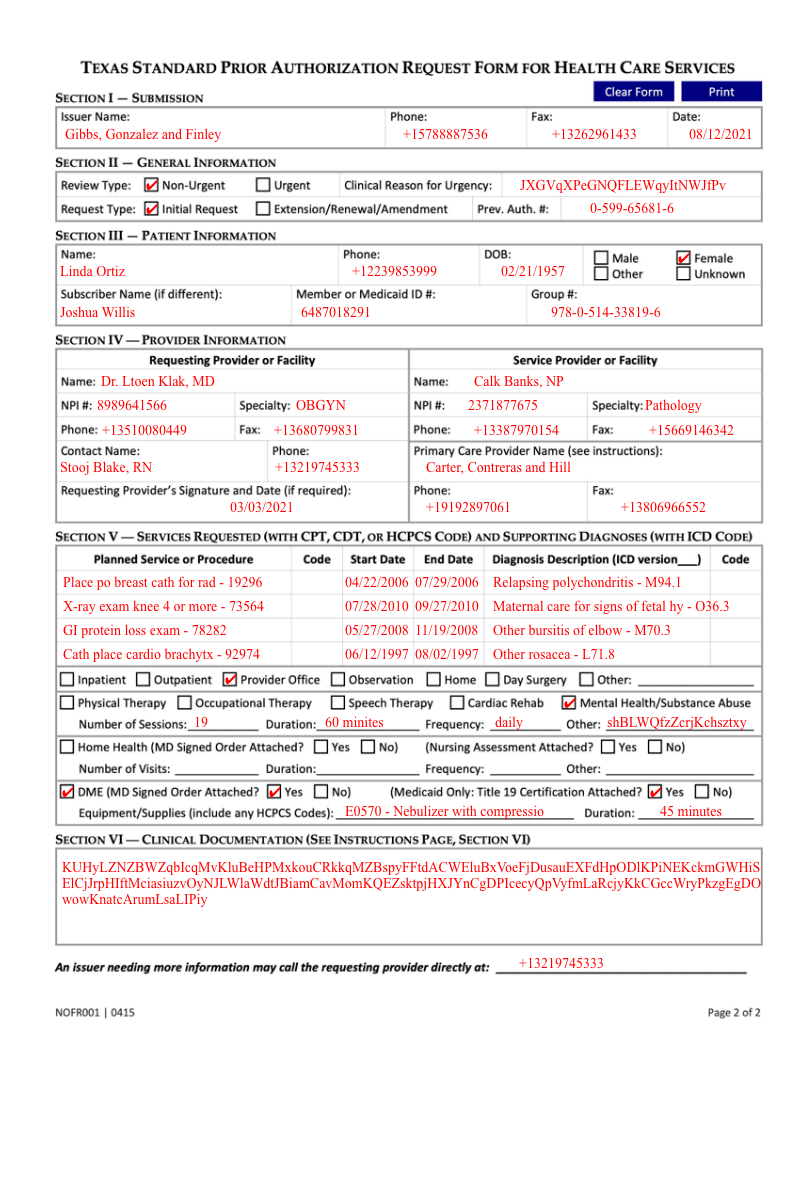 TEXAS STANDARD PRIOR AUTHORIZATION REQUEST FORM FOR HEALTH CARE SERVICES
Clear Form Print
SECTION I — SUBMISSION
Issuer Name: Phone: Fax: Date:
Gibbs, Gonzalez and Finley +15788887536 +13262961433 08/12/2021
SECTION II — GENERAL INFORMATION
Review Type: Non-Urgent Urgent Clinical Reason for Urgency: JXGVqXPeGNQFLEWqyItNWJfPv
Request Type: Initial Request Extension/Renewal/Amendment Prev. Auth. #: 0-599-65681-6
SECTION III — PATIENT INFORMATION
Name: Phone: DOB: Male Female
Linda Ortiz +12239853999 02/21/1957 Other Unknown
Subscriber Name (if different): Member or Medicaid ID #: Group #:
Joshua Willis 6487018291 978-0-514-33819-6
SECTION IV — PROVIDER INFORMATION
Requesting Provider or Facility Service Provider or Facility
Name: Dr. Ltoen Klak, MD Name: Calk Banks, NP
NPI #: 8989641566 Specialty: OBGYN NPI #: 2371877675 Specialty: Pathology
Phone: +13510080449 Fax: +13680799831 Phone: +13387970154 Fax: +15669146342
Contact Name: Phone: Primary Care Provider Name (see instructions):
Stooj Blake, RN +13219745333 Carter, Contreras and Hill
Requesting Provider's Signature and Date (if required): Phone: Fax:
03/03/2021 +19192897061 +13806966552
SECTION V — SERVICES REQUESTED (WITH CPT, CDT, OR HCPCS CODE) AND SUPPORTING DIAGNOSES (WITH ICD CODE)
Planned Service or Procedure Code Start Date End Date Diagnosis Description (ICD version___) Code
Place po breast cath for rad - 19296 04/22/2006 07/29/2006 Relapsing polychondritis - M94.1
X-ray exam knee 4 or more - 73564 07/28/2010 09/27/2010 Maternal care for signs of fetal hy - O36.3
GI protein loss exam - 78282 05/27/2008 11/19/2008 Other bursitis of elbow - M70.3
Cath place cardio brachytx - 92974 06/12/1997 08/02/1997 Other rosacea - L71.8
Inpatient Outpatient Provider Office Observation Home Day Surgery Other: ___
Physical Therapy Occupational Therapy Speech Therapy Cardiac Rehab Mental Health/Substance Abuse
Number of Sessions: 19 Duration: 60 minites Frequency: daily Other: shBLWQfzZcrjKchsztxy
Home Health (MD Signed Order Attached? Yes No) (Nursing Assessment Attached? Yes No)
Number of Visits: ___ Duration: ___ Frequency: ___ Other: ___
DME (MD Signed Order Attached? Yes No) (Medicaid Only: Title 19 Certification Attached? Yes No)
Equipment/Supplies (include any HCPCS Codes): E0570 - Nebulizer with compressio Duration: 45 minutes
SECTION VI — CLINICAL DOCUMENTATION (SEE INSTRUCTIONS PAGE, SECTION VI)
KUHyLZNZBWZqbIcqMvKluBeHPMxkouCRkkqMZBspyFFtdACWEluBxVoeFjDusauEXFdHpODlKPiNEKckmGWHiS
ElCjJrpHIftMciasiuzvOyNJLWlaWdtJBiamCavMomKQEZsktpjHXJYnCgDPIcecyQpVyfmLaRcjyKkCGccWryPkzgEgDO
wowKnatcArumLsaLIPiy
An issuer needing more information may call the requesting provider directly at: +13219745333
NOFR001 | 0415 Page 2 of 2